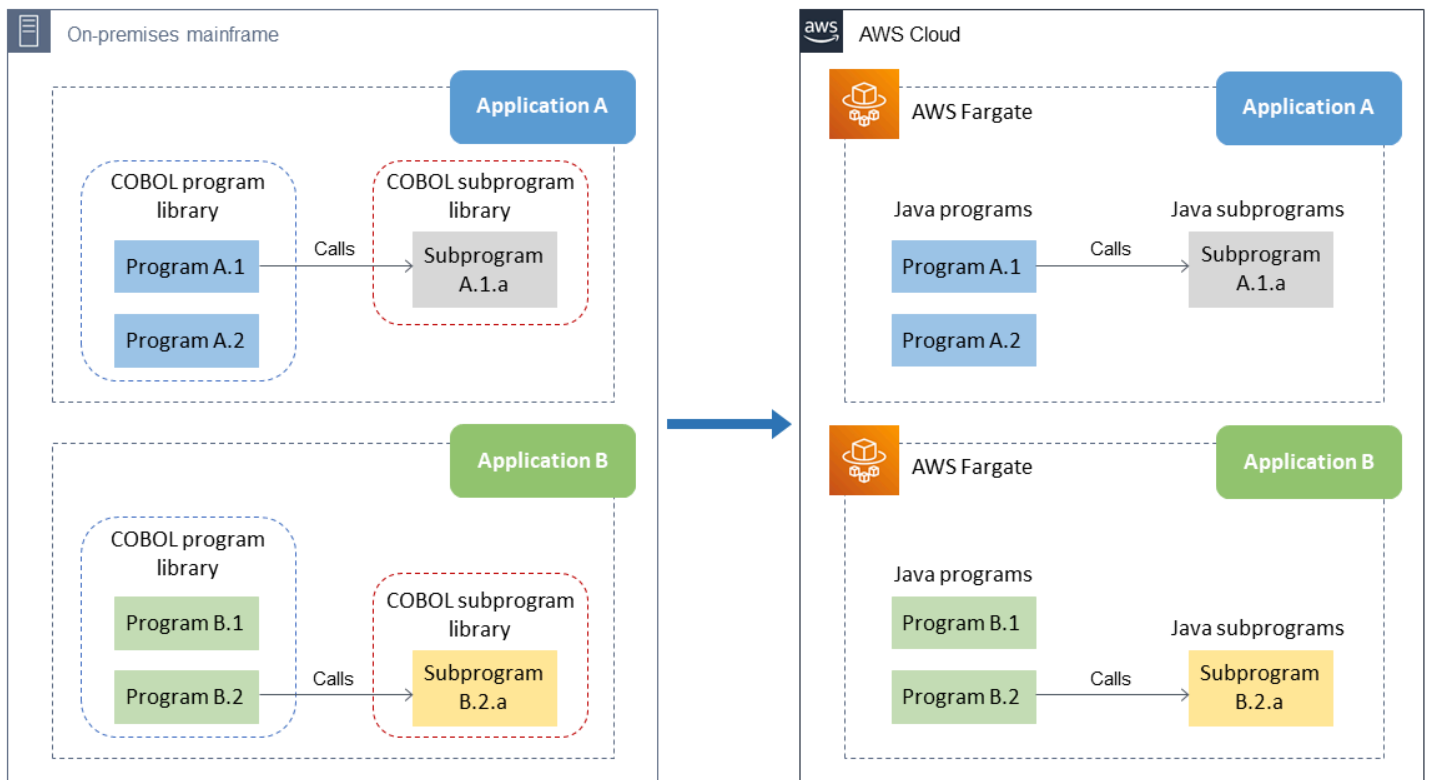 On-premises mainframe
Application A
COBOL program
library
COBOL subprogram
library
Program A.1
Calls
Subprogram
A.1.a
Program A.2
Application B
COBOL program
library
COBOL subprogram
library
Program B.1
Program B.2
Calls
Subprogram
B.2.a
aws
AWS Cloud
AWS Fargate
Application A
Java programs
Java subprograms
Program A.1
Calls
Subprogram
A.1.a
Program A.2
AWS Fargate
Application B
Java programs
Program B.1
Java subprograms
Program B.2
Calls
Subprogram
B.2.a